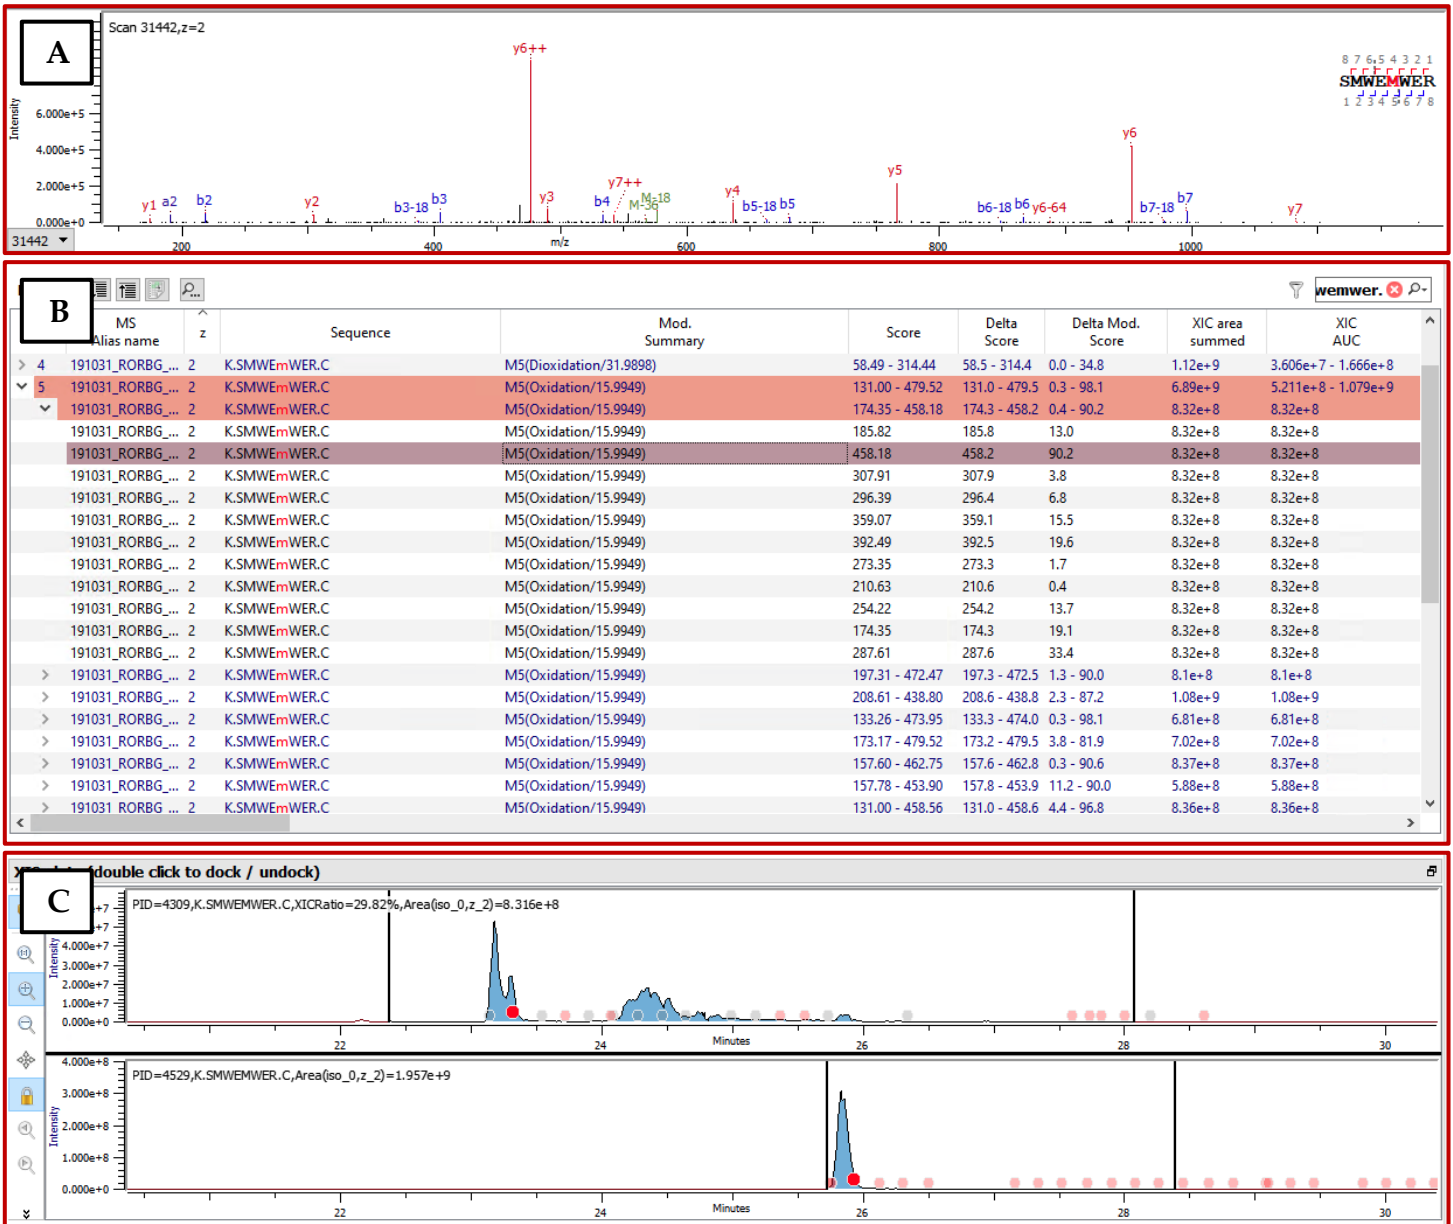 A
Scan 31442,z=2
Intensity
6.000e+5
4.000e+5
2.000e+5
0.000e+0
y1 a2 b2 y2 b3-18 b3 y6++ y3 b4 y7++ M-36 M-18 y4 b5-18 b5 y5 b6-18 b6 y6-64 y6 b7-18 b7 y7
8 7 6 5 4 3 2 1
SMWEMWER
1 2 3 4 5 6 7 8
31442
200 400 m/z 600 800 1000
B
wemwer.
MS Alias name z Sequence Mod. Summary Score Delta Score Delta Mod. Score XIC area summed XIC AUC
4 191031_RORBG_... 2 K.SMWEmWER.C M5(Dioxidation/31.9898) 58.49 - 314.44 58.5 - 314.4 0.0 - 34.8 1.12e+9 3.606e+7 - 1.666e+8
5 191031_RORBG_... 2 K.SMWEmWER.C M5(Oxidation/15.9949) 131.00 - 479.52 131.0 - 479.5 0.3 - 98.1 6.89e+9 5.211e+8 - 1.079e+9
191031_RORBG_... 2 K.SMWEmWER.C M5(Oxidation/15.9949) 174.35 - 458.18 174.3 - 458.2 0.4 - 90.2 8.32e+8 8.32e+8
191031_RORBG_... 2 K.SMWEmWER.C M5(Oxidation/15.9949) 185.82 185.8 13.0 8.32e+8 8.32e+8
191031_RORBG_... 2 K.SMWEmWER.C M5(Oxidation/15.9949) 458.18 458.2 90.2 8.32e+8 8.32e+8
191031_RORBG_... 2 K.SMWEmWER.C M5(Oxidation/15.9949) 307.91 307.9 3.8 8.32e+8 8.32e+8
191031_RORBG_... 2 K.SMWEmWER.C M5(Oxidation/15.9949) 296.39 296.4 6.8 8.32e+8 8.32e+8
191031_RORBG_... 2 K.SMWEmWER.C M5(Oxidation/15.9949) 359.07 359.1 15.5 8.32e+8 8.32e+8
191031_RORBG_... 2 K.SMWEmWER.C M5(Oxidation/15.9949) 392.49 392.5 19.6 8.32e+8 8.32e+8
191031_RORBG_... 2 K.SMWEmWER.C M5(Oxidation/15.9949) 273.35 273.3 1.7 8.32e+8 8.32e+8
191031_RORBG_... 2 K.SMWEmWER.C M5(Oxidation/15.9949) 210.63 210.6 0.4 8.32e+8 8.32e+8
191031_RORBG_... 2 K.SMWEmWER.C M5(Oxidation/15.9949) 254.22 254.2 13.7 8.32e+8 8.32e+8
191031_RORBG_... 2 K.SMWEmWER.C M5(Oxidation/15.9949) 174.35 174.3 19.1 8.32e+8 8.32e+8
191031_RORBG_... 2 K.SMWEmWER.C M5(Oxidation/15.9949) 287.61 287.6 33.4 8.32e+8 8.32e+8
191031_RORBG_... 2 K.SMWEmWER.C M5(Oxidation/15.9949) 197.31 - 472.47 197.3 - 472.5 1.3 - 90.0 8.1e+8 8.1e+8
191031_RORBG_... 2 K.SMWEmWER.C M5(Oxidation/15.9949) 208.61 - 438.80 208.6 - 438.8 2.3 - 87.2 1.08e+9 1.08e+9
191031_RORBG_... 2 K.SMWEmWER.C M5(Oxidation/15.9949) 133.26 - 473.95 133.3 - 474.0 0.3 - 98.1 6.81e+8 6.81e+8
191031_RORBG_... 2 K.SMWEmWER.C M5(Oxidation/15.9949) 173.17 - 479.52 173.2 - 479.5 3.8 - 81.9 7.02e+8 7.02e+8
191031_RORBG_... 2 K.SMWEmWER.C M5(Oxidation/15.9949) 157.60 - 462.75 157.6 - 462.8 0.3 - 90.6 8.37e+8 8.37e+8
191031_RORBG_... 2 K.SMWEmWER.C M5(Oxidation/15.9949) 157.78 - 453.90 157.8 - 453.9 11.2 - 90.0 5.88e+8 5.88e+8
191031_RORBG_... 2 K.SMWEmWER.C M5(Oxidation/15.9949) 131.00 - 458.56 131.0 - 458.6 4.4 - 96.8 8.36e+8 8.36e+8
(double click to dock / undock)
C
PID=4309,K.SMWEMWER.C,XICRatio=29.82%,Area(iso_0,z_2)=8.316e+8
Intensity
4.000e+7
3.000e+7
2.000e+7
1.000e+7
0.000e+0
22 24 Minutes 26 28 30
PID=4529,K.SMWEMWER.C,Area(iso_0,z_2)=1.957e+9
Intensity
4.000e+8
3.000e+8
2.000e+8
1.000e+8
0.000e+0
22 24 Minutes 26 28 30